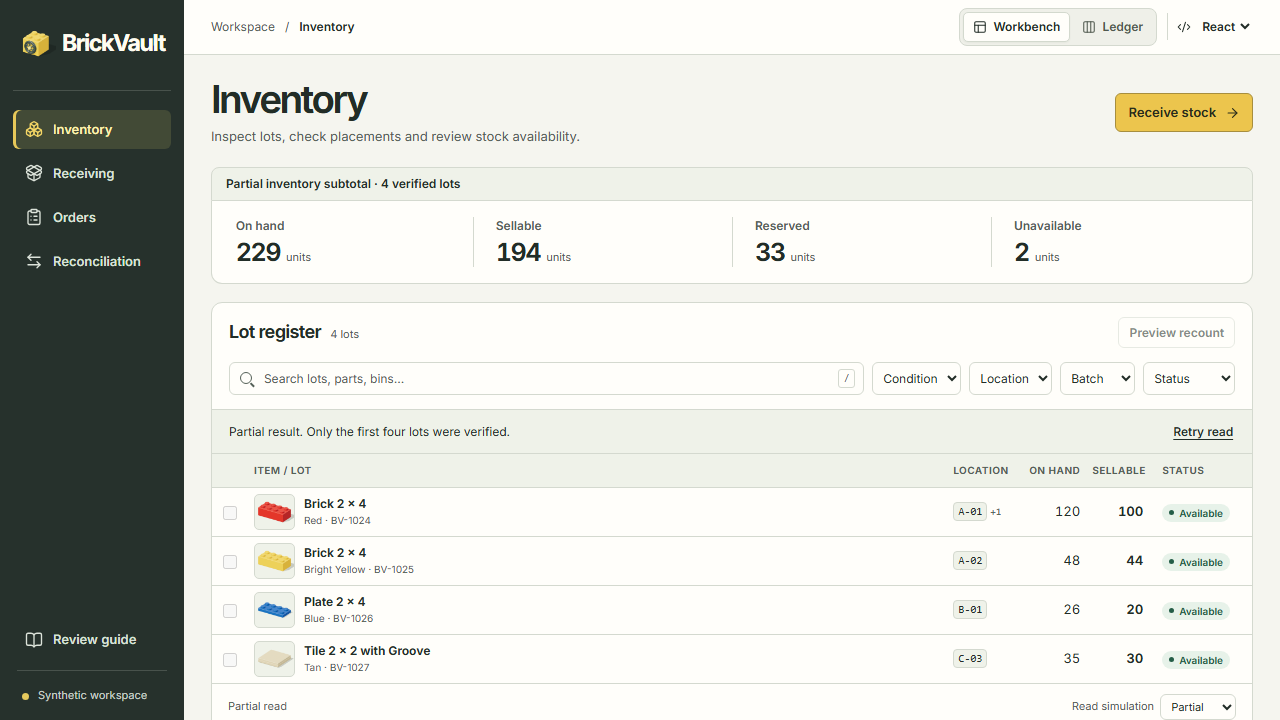 BrickVault
Workspace / Inventory
Workbench
Ledger
React
Inventory
Receiving
Orders
Reconciliation
Review guide
Synthetic workspace
Inventory
Inspect lots, check placements and review stock availability.
Receive stock
Partial inventory subtotal · 4 verified lots
On hand
229 units
Sellable
194 units
Reserved
33 units
Unavailable
2 units
Lot register 4 lots
Preview recount
Search lots, parts, bins...
/
Condition
Location
Batch
Status
Partial result. Only the first four lots were verified.
Retry read
ITEM / LOT LOCATION ON HAND SELLABLE STATUS
Brick 2 × 4
Red · BV-1024
A-01 +1 120 100 Available
Brick 2 × 4
Bright Yellow · BV-1025
A-02 48 44 Available
Plate 2 × 4
Blue · BV-1026
B-01 26 20 Available
Tile 2 × 2 with Groove
Tan · BV-1027
C-03 35 30 Available
Partial read
Read simulation Partial